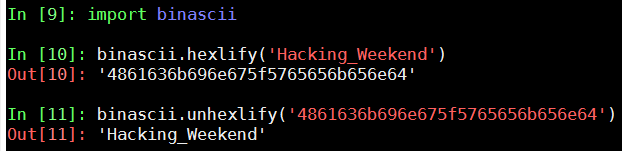 In [9]: import binascii
In [10]: binascii.hexlify('Hacking_Weekend')
Out[10]: '4861636b696e675f5765656b656e64'
In [11]: binascii.unhexlify('4861636b696e675f5765656b656e64')
Out[11]: 'Hacking_Weekend'